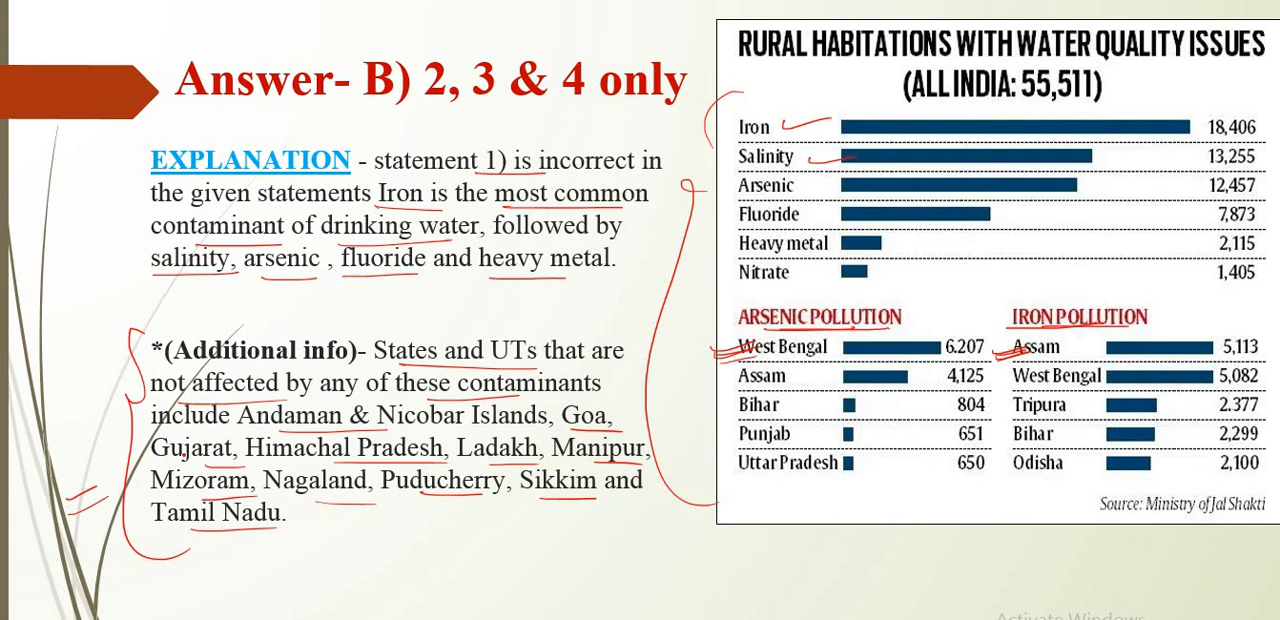 Answer- B) 2, 3 & 4 only
EXPLANATION - statement 1) is incorrect in
the given statements Iron is the most common
contaminant of drinking water, followed by
salinity, arsenic , fluoride and heavy metal.
*(Additional info)- States and UTs that are
not affected by any of these contaminants
include Andaman & Nicobar Islands, Goa,
Gujarat, Himachal Pradesh, Ladakh, Manipur,
Mizoram, Nagaland, Puducherry, Sikkim and
Tamil Nadu.
RURAL HABITATIONS WITH WATER QUALITY ISSUES
(ALL INDIA: 55,511)
Iron 18,406
Salinity 13,255
Arsenic 12,457
Fluoride 7,873
Heavy metal 2,115
Nitrate 1,405
ARSENIC POLLUTION
West Bengal 6.207
Assam 4,125
Bihar 804
Punjab 651
Uttar Pradesh 650
IRON POLLUTION
Assam 5,113
West Bengal 5,082
Tripura 2.377
Bihar 2,299
Odisha 2,100
Source: Ministry of Jal Shakti
Activate Windows